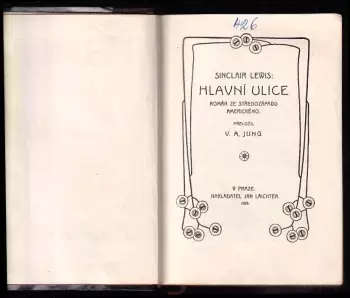 426
SINCLAIR LEWIS:
HLAVNÍ ULICE
ROMÁN ZE STŘEDOZÁPADU
AMERICKÉHO.
PŘELOŽIL
V. A. JUNG.
V PRAZE.
NAKLADATEL JAN LAICHTER.